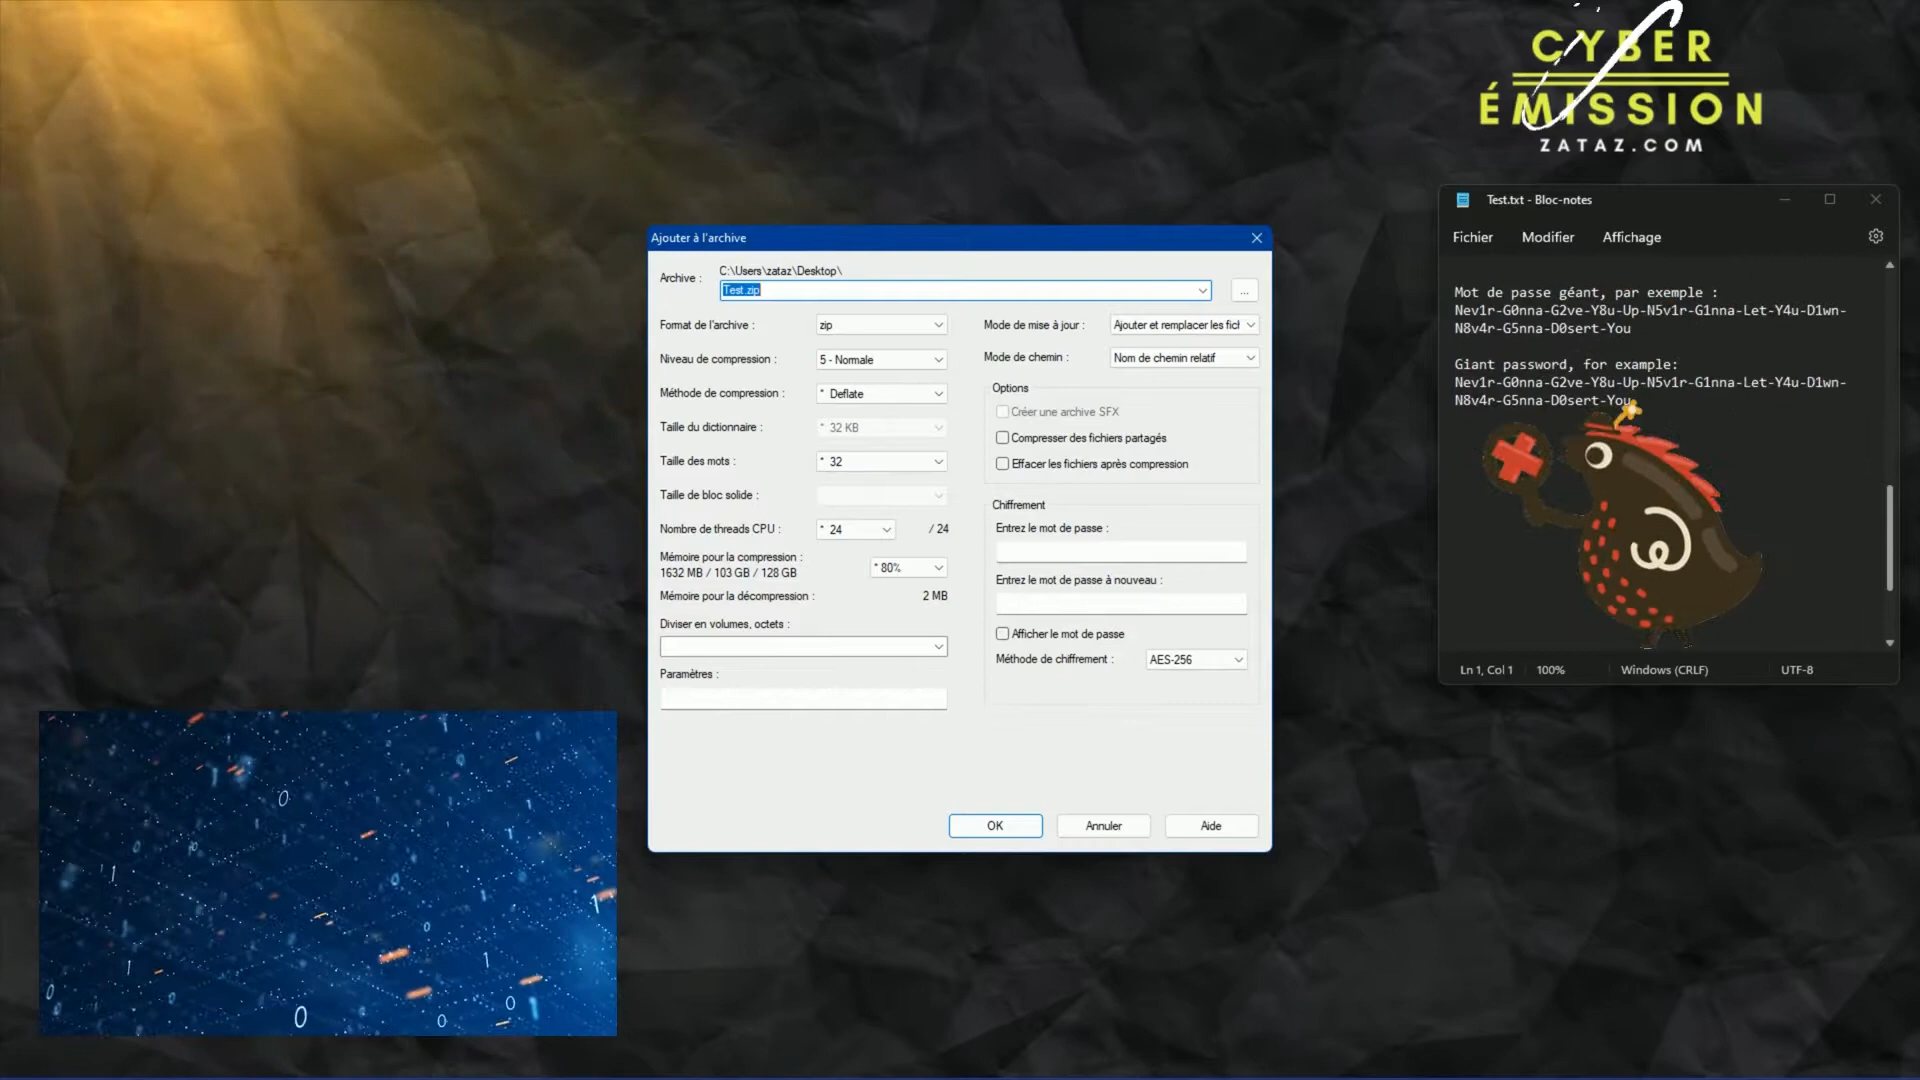 CYBER
ÉMISSION
ZATAZ.COM
Test.txt - Bloc-notes
Fichier Modifier Affichage
Mot de passe géant, par exemple :
Nev1r-G0nna-G2ve-Y8u-Up-N5v1r-G1nna-Let-Y4u-D1wn-
N8v4r-G5nna-D0sert-You
Giant password, for example:
Nev1r-G0nna-G2ve-Y8u-Up-N5v1r-G1nna-Let-Y4u-D1wn-
N8v4r-G5nna-D0sert-You
Ln 1, Col 1 100% Windows (CRLF) UTF-8
Ajouter à l'archive
Archive : C:\Users\zataz\Desktop\
Test.zip
...
Format de l'archive : zip
Niveau de compression : 5 - Normale
Méthode de compression : * Deflate
Taille du dictionnaire : * 32 KB
Taille des mots : * 32
Taille de bloc solide :
Nombre de threads CPU : * 24 / 24
Mémoire pour la compression :
1632 MB / 103 GB / 128 GB * 80%
Mémoire pour la décompression : 2 MB
Diviser en volumes, octets :
Paramètres :
Mode de mise à jour : Ajouter et remplacer les fich
Mode de chemin : Nom de chemin relatif
Options
Créer une archive SFX
Compresser des fichiers partagés
Effacer les fichiers après compression
Chiffrement
Entrez le mot de passe :
Entrez le mot de passe à nouveau :
Afficher le mot de passe
Méthode de chiffrement : AES-256
OK Annuler Aide